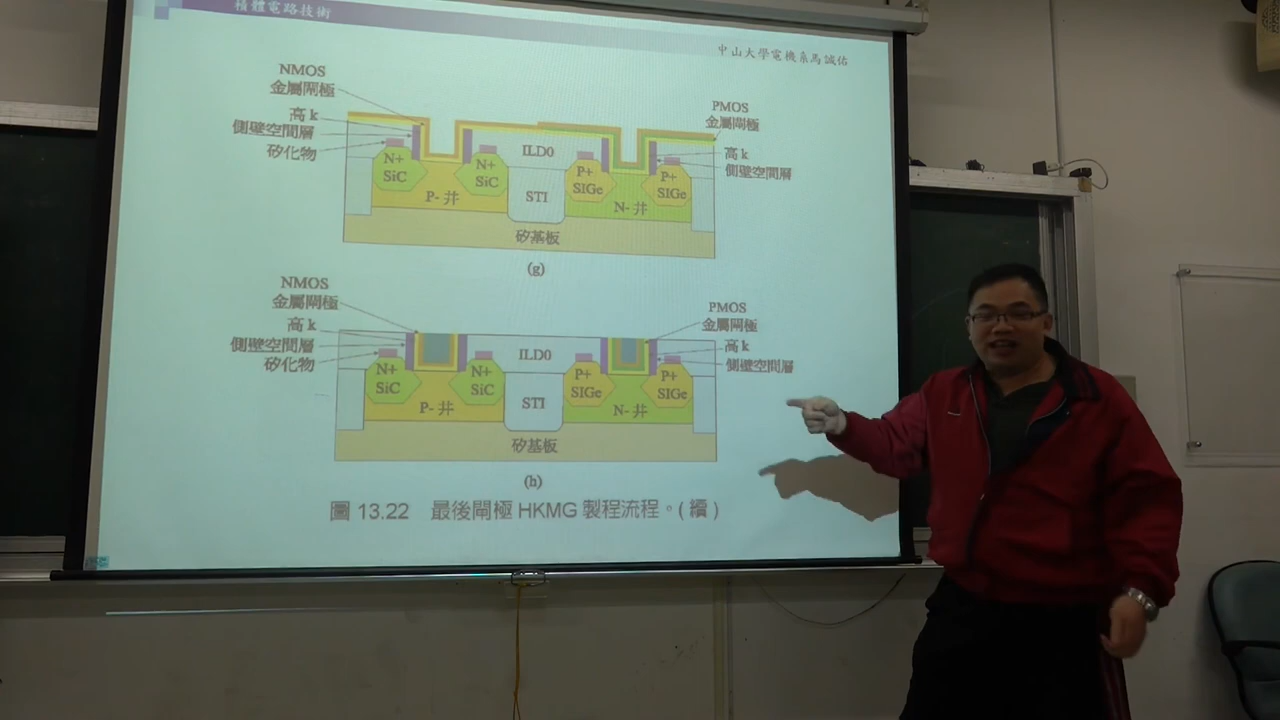 積體電路技術
中山大學電機系馬誠佑
NMOS
金屬閘極
高 k
側壁空間層
矽化物
PMOS
金屬閘極
高 k
側壁空間層
N+
SiC
N+
SiC
ILD0
P+
SIGe
P+
SIGe
P- 井
STI
N- 井
矽基板
(g)
NMOS
金屬閘極
高 k
側壁空間層
矽化物
PMOS
金屬閘極
高 k
側壁空間層
N+
SiC
N+
SiC
ILD0
P+
SIGe
P+
SIGe
P- 井
STI
N- 井
矽基板
(h)
圖 13.22 最後閘極 HKMG 製程流程。( 續 )